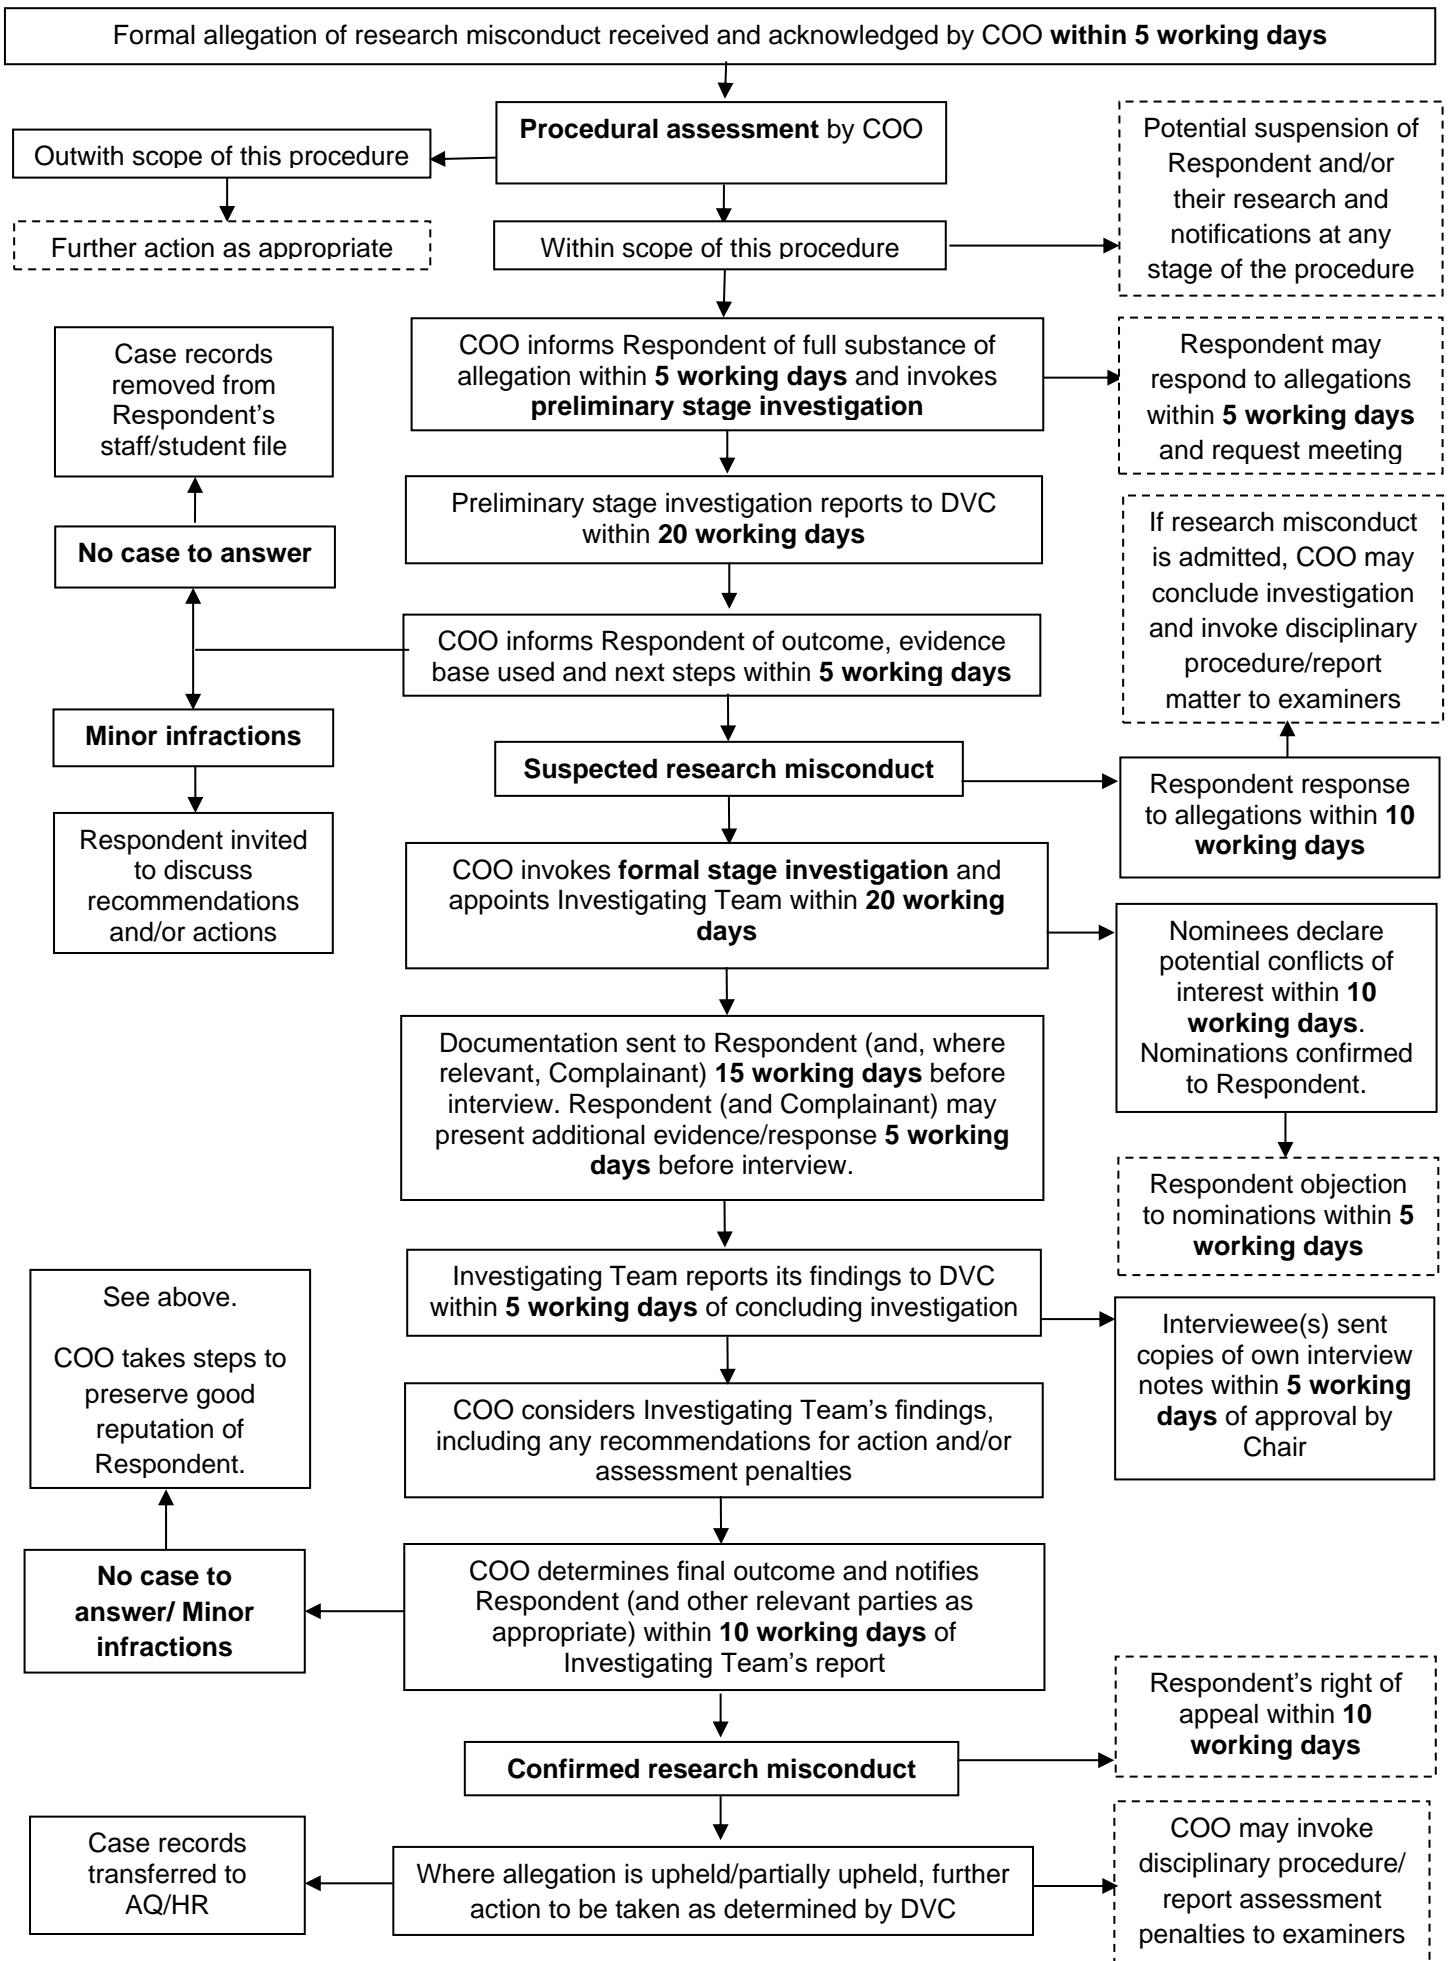 Formal allegation of research misconduct received and acknowledged by COO within 5 working days
Procedural assessment by COO
Outwith scope of this procedure
Further action as appropriate
Within scope of this procedure
Potential suspension of
Respondent and/or
their research and
notifications at any
stage of the procedure
COO informs Respondent of full substance of
allegation within 5 working days and invokes
preliminary stage investigation
Respondent may
respond to allegations
within 5 working days
and request meeting
Case records
removed from
Respondent's
staff/student file
Preliminary stage investigation reports to DVC
within 20 working days
No case to answer
COO informs Respondent of outcome, evidence
base used and next steps within 5 working days
If research misconduct
is admitted, COO may
conclude investigation
and invoke disciplinary
procedure/report
matter to examiners
Minor infractions
Respondent invited
to discuss
recommendations
and/or actions
Suspected research misconduct
Respondent response
to allegations within 10
working days
COO invokes formal stage investigation and
appoints Investigating Team within 20 working
days
Nominees declare
potential conflicts of
interest within 10
working days.
Nominations confirmed
to Respondent.
Documentation sent to Respondent (and, where
relevant, Complainant) 15 working days before
interview. Respondent (and Complainant) may
present additional evidence/response 5 working
days before interview.
Respondent objection
to nominations within 5
working days
Investigating Team reports its findings to DVC
within 5 working days of concluding investigation
Interviewee(s) sent
copies of own interview
notes within 5 working
days of approval by
Chair
See above.
COO takes steps to
preserve good
reputation of
Respondent.
COO considers Investigating Team's findings,
including any recommendations for action and/or
assessment penalties
No case to
answer/ Minor
infractions
COO determines final outcome and notifies
Respondent (and other relevant parties as
appropriate) within 10 working days of
Investigating Team's report
Respondent's right of
appeal within 10
working days
Confirmed research misconduct
Case records
transferred to
AQ/HR
Where allegation is upheld/partially upheld, further
action to be taken as determined by DVC
COO may invoke
disciplinary procedure/
report assessment
penalties to examiners